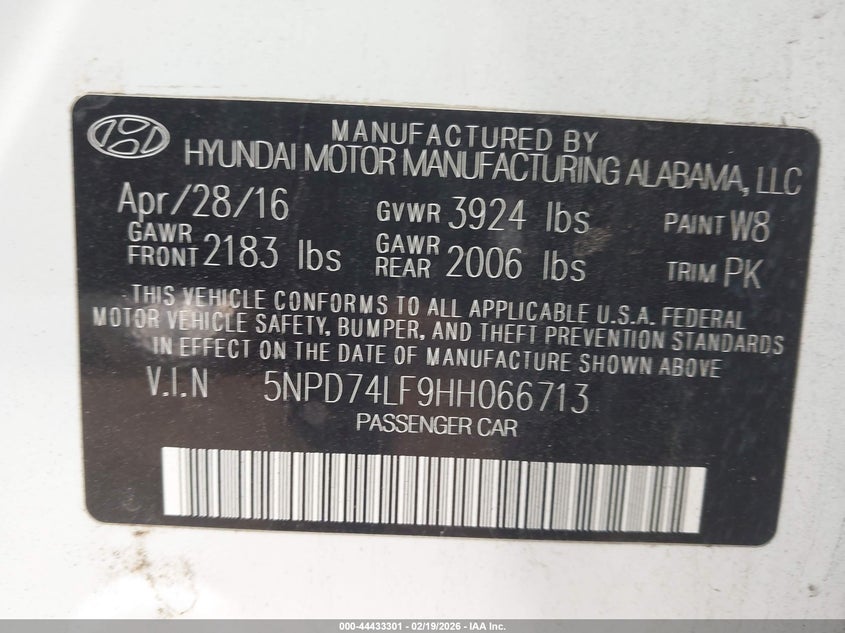 MANUFACTURED BY
HYUNDAI MOTOR MANUFACTURING ALABAMA, LLC
Apr/28/16 GVWR 3924 lbs PAINT W8
GAWR FRONT 2183 lbs GAWR REAR 2006 lbs TRIM PK
THIS VEHICLE CONFORMS TO ALL APPLICABLE U.S.A. FEDERAL
MOTOR VEHICLE SAFETY, BUMPER, AND THEFT PREVENTION STANDARDS
IN EFFECT ON THE DATE OF MANUFACTURE SHOWN ABOVE
V.I.N 5NPD74LF9HH066713
PASSENGER CAR
000-44433301 - 02/19/2026 - IAA Inc.